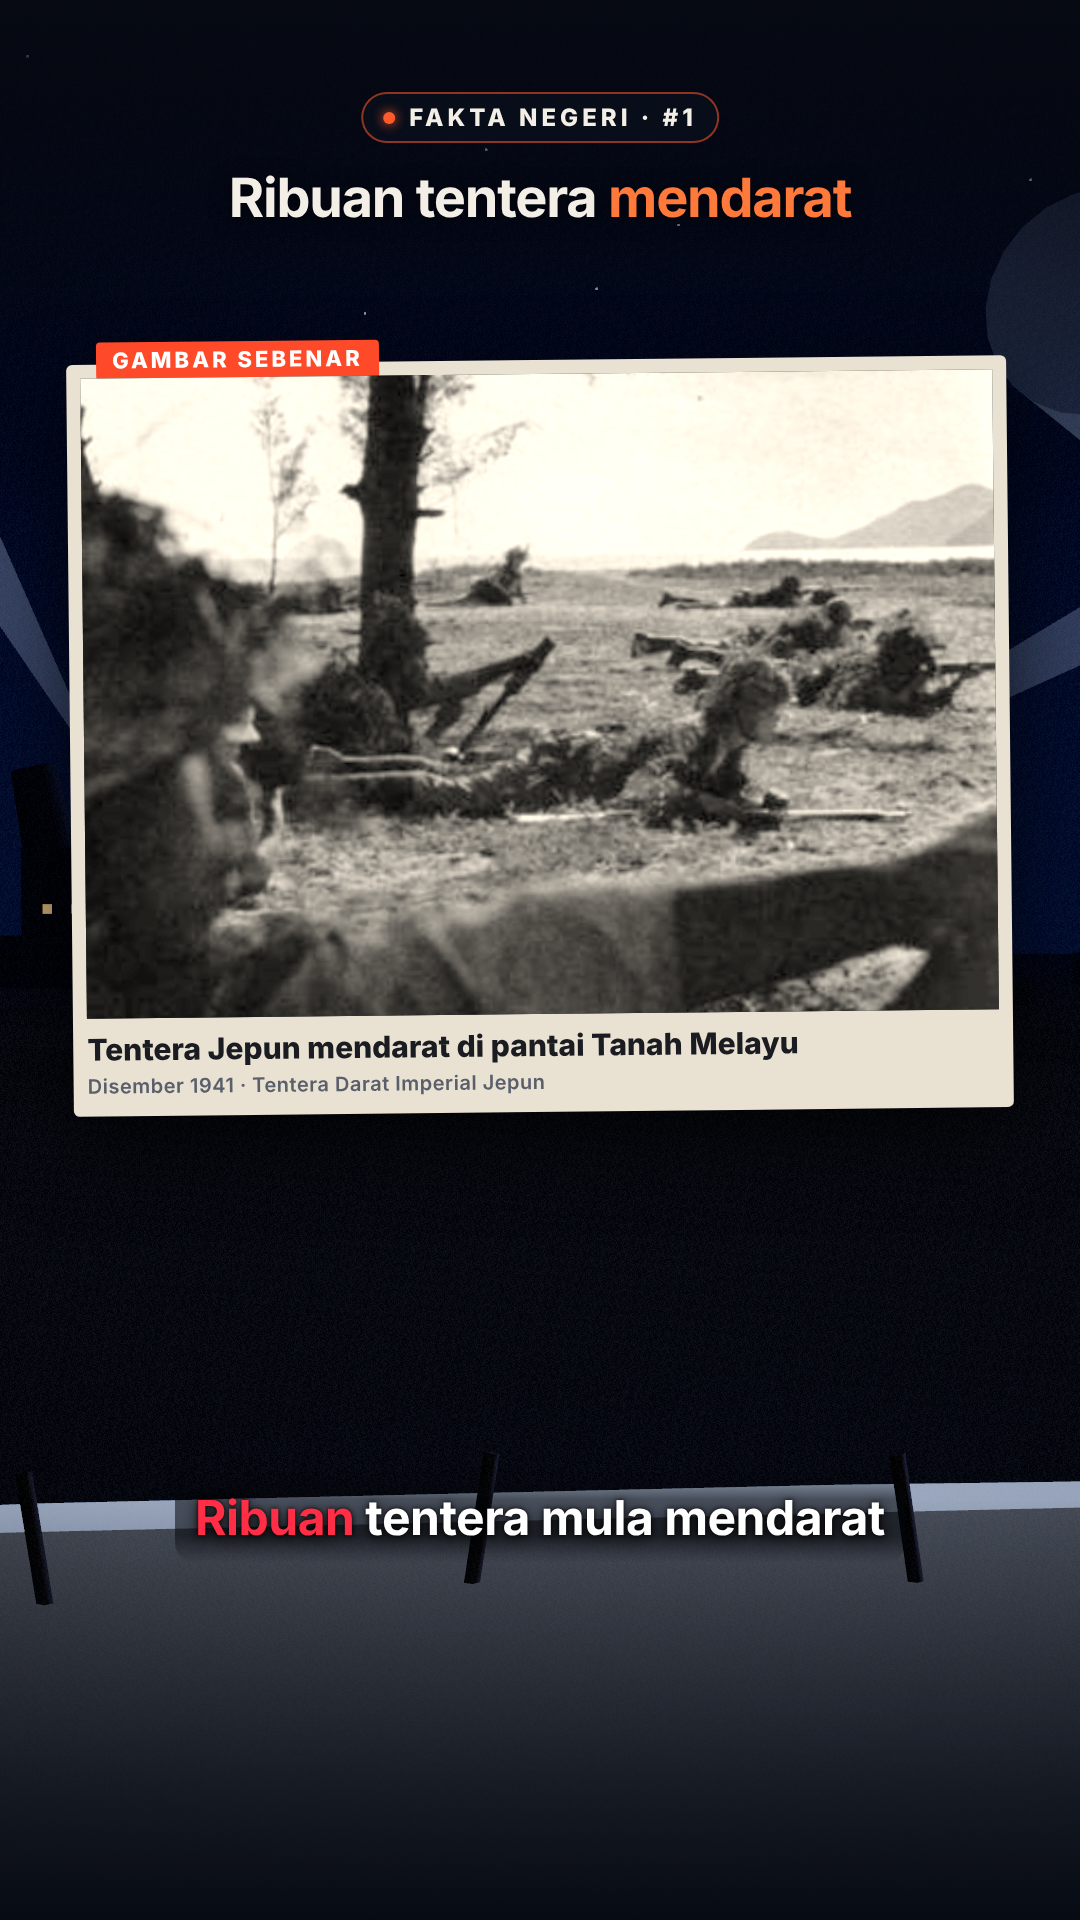 FAKTA NEGERI · #1
Ribuan tentera mendarat
GAMBAR SEBENAR
Tentera Jepun mendarat di pantai Tanah Melayu
Disember 1941 · Tentera Darat Imperial Jepun
Ribuan tentera mula mendarat